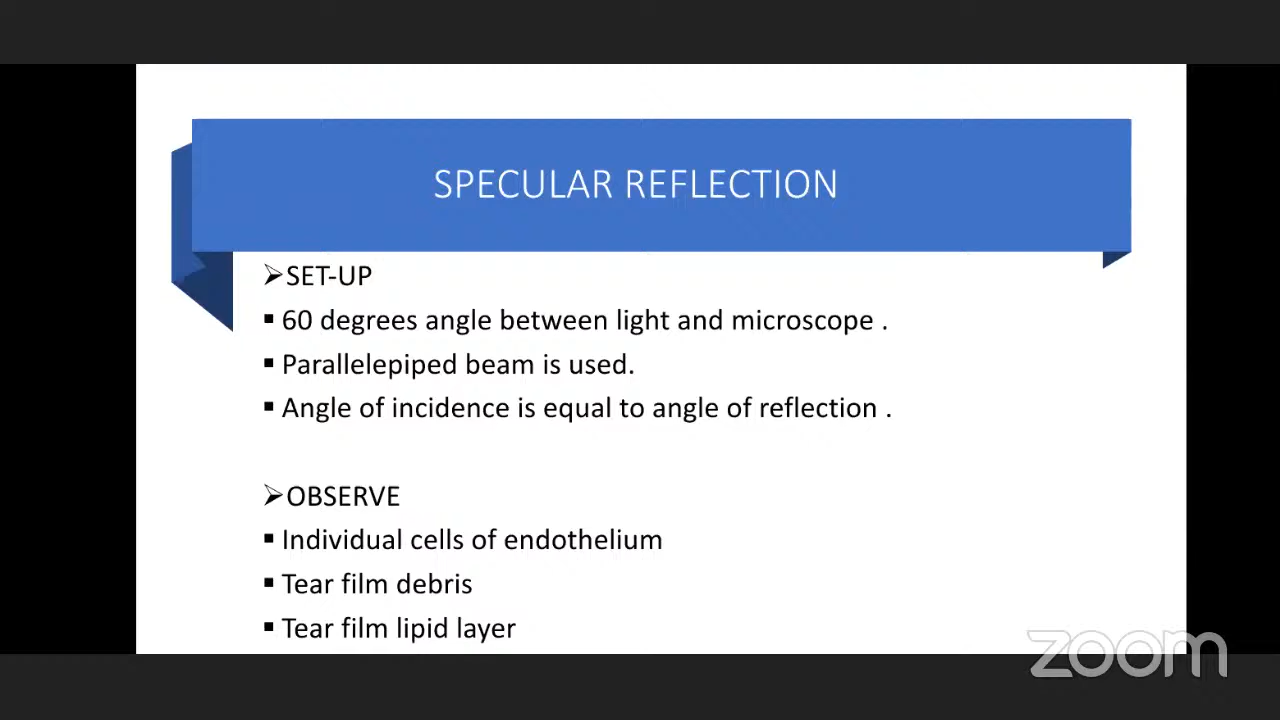 SPECULAR REFLECTION
➢SET-UP
▪ 60 degrees angle between light and microscope .
▪ Parallelepiped beam is used.
▪ Angle of incidence is equal to angle of reflection .
➢OBSERVE
▪ Individual cells of endothelium
▪ Tear film debris
▪ Tear film lipid layer
zoom